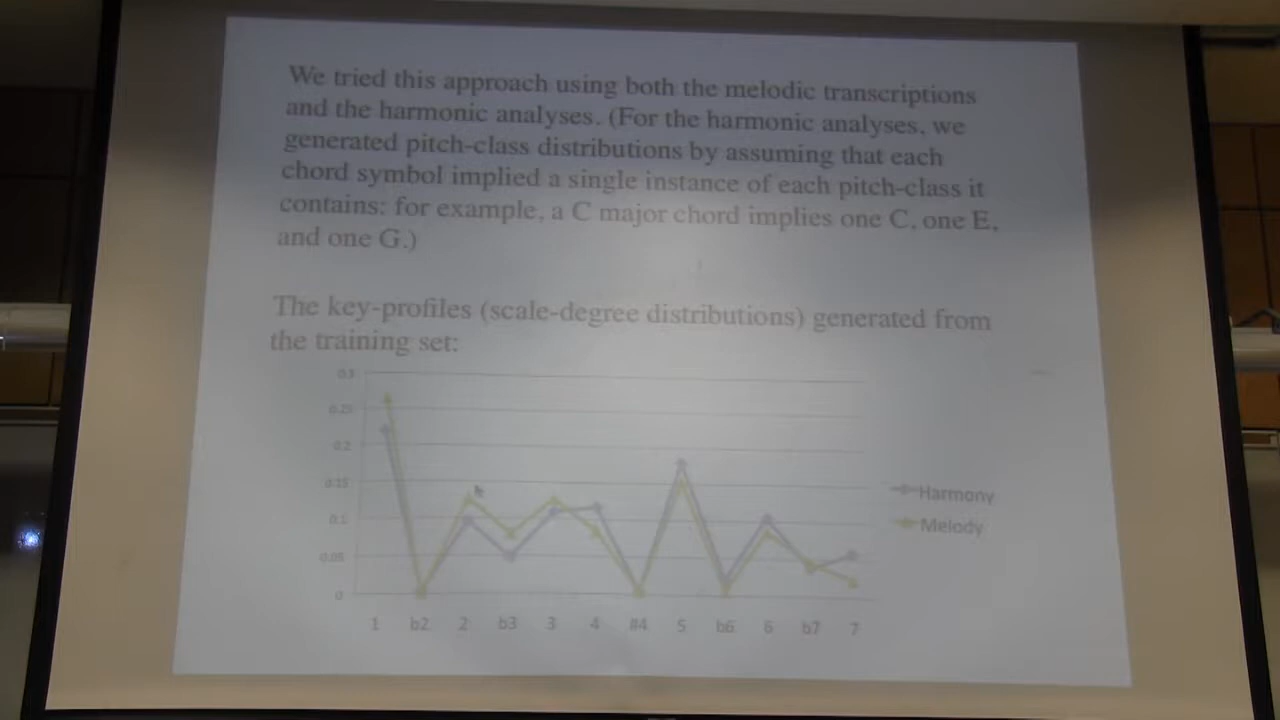 We tried this approach using both the melodic transcriptions
and the harmonic analyses. (For the harmonic analyses, we
generated pitch-class distributions by assuming that each
chord symbol implied a single instance of each pitch-class it
contains: for example, a C major chord implies one C, one E,
and one G.)
The key-profiles (scale-degree distributions) generated from
the training set:
0.3
0.25
0.2
0.15
0.1
0.05
0
1 b2 2 b3 3 4 #4 5 b6 6 b7 7
Harmony
Melody